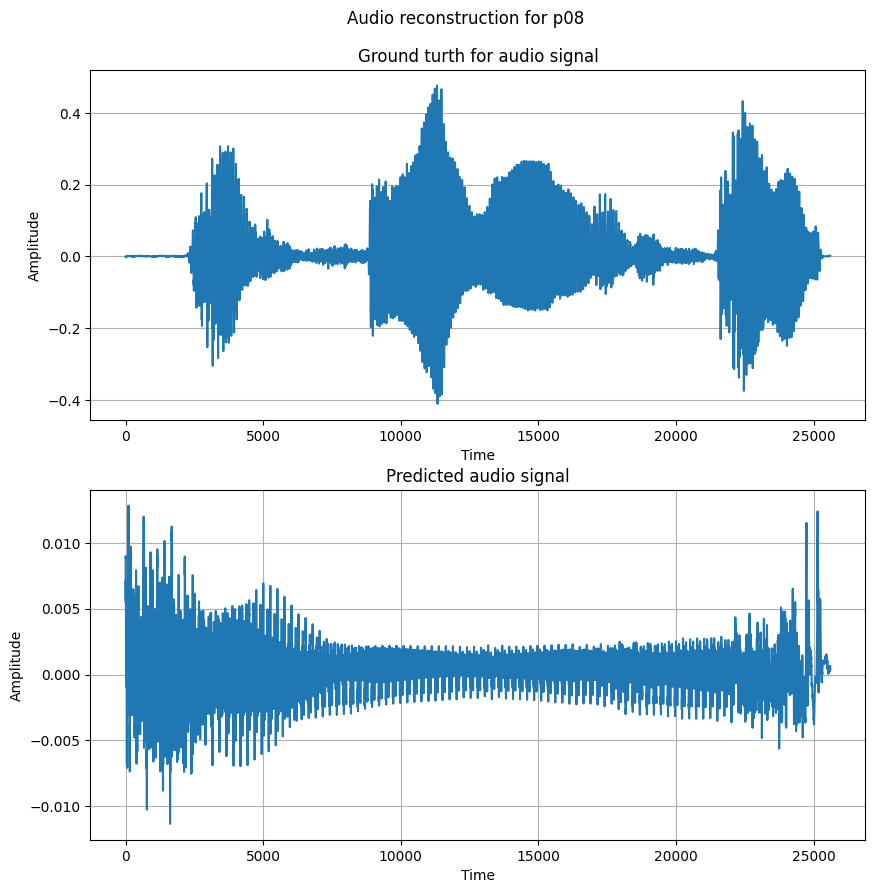 Audio reconstruction for p08
Ground turth for audio signal
0.4
0.2
0.0
−0.2
−0.4
Amplitude
0 5000 10000 15000 20000 25000
Time
Predicted audio signal
0.010
0.005
0.000
−0.005
−0.010
Amplitude
0 5000 10000 15000 20000 25000
Time